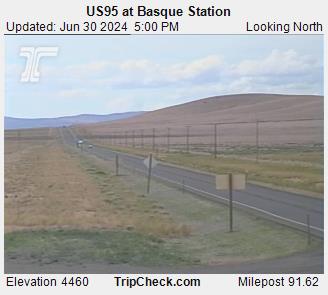 US95 at Basque Station
Updated: Jun 30 2024 5:00 PM Looking North
Elevation 4460 TripCheck.com Milepost 91.62